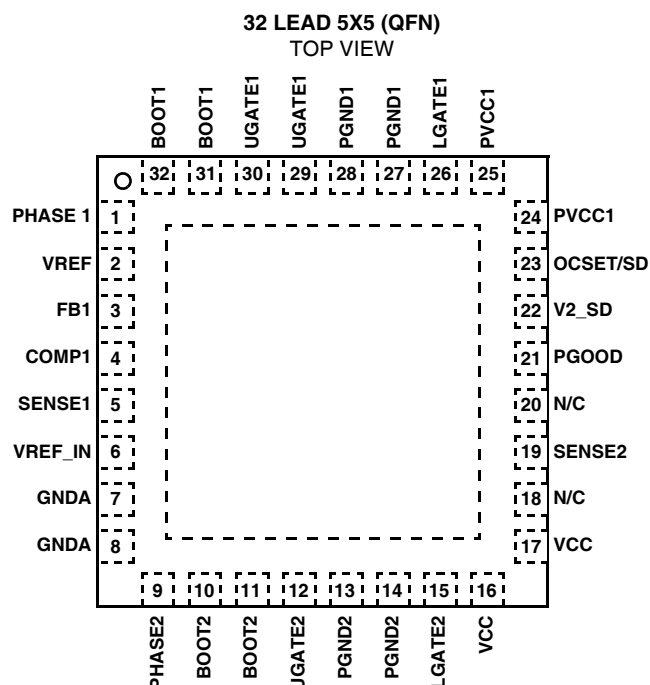 32 LEAD 5X5 (QFN)
TOP VIEW
BOOT1
BOOT1
UGATE1
UGATE1
PGND1
PGND1
LGATE1
PVCC1
32 31 30 29 28 27 26 25
PHASE 1 1
VREF 2
FB1 3
COMP1 4
SENSE1 5
VREF_IN 6
GNDA 7
GNDA 8
24 PVCC1
23 OCSET/SD
22 V2_SD
21 PGOOD
20 N/C
19 SENSE2
18 N/C
17 VCC
9 10 11 12 13 14 15 16
PHASE2
BOOT2
BOOT2
UGATE2
PGND2
PGND2
LGATE2
VCC